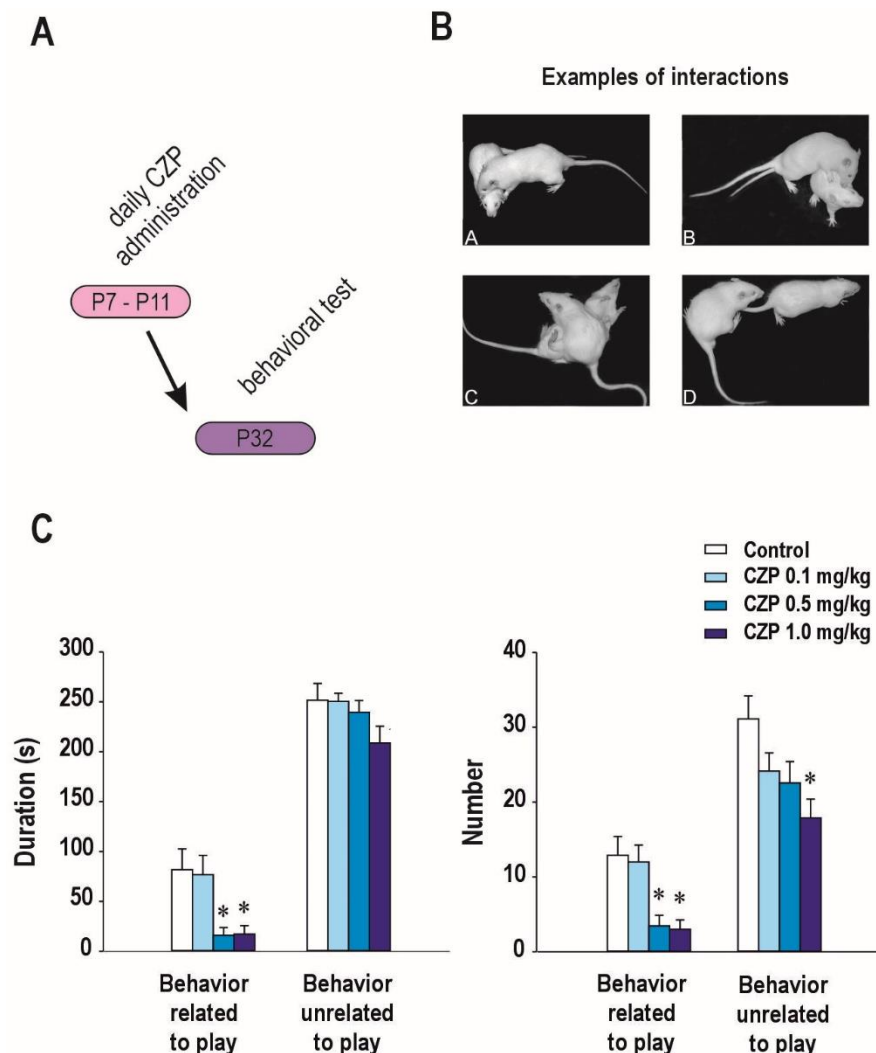 A
daily CZP
administration
P7 - P11
behavioral test
P32
B
Examples of interactions
A
B
C
D
C
Control
CZP 0.1 mg/kg
CZP 0.5 mg/kg
CZP 1.0 mg/kg
300
250
200
150
100
50
0
Duration (s)
* *
Behavior
related
to play
Behavior
unrelated
to play
40
30
20
10
0
Number
* *
*
Behavior
related
to play
Behavior
unrelated
to play